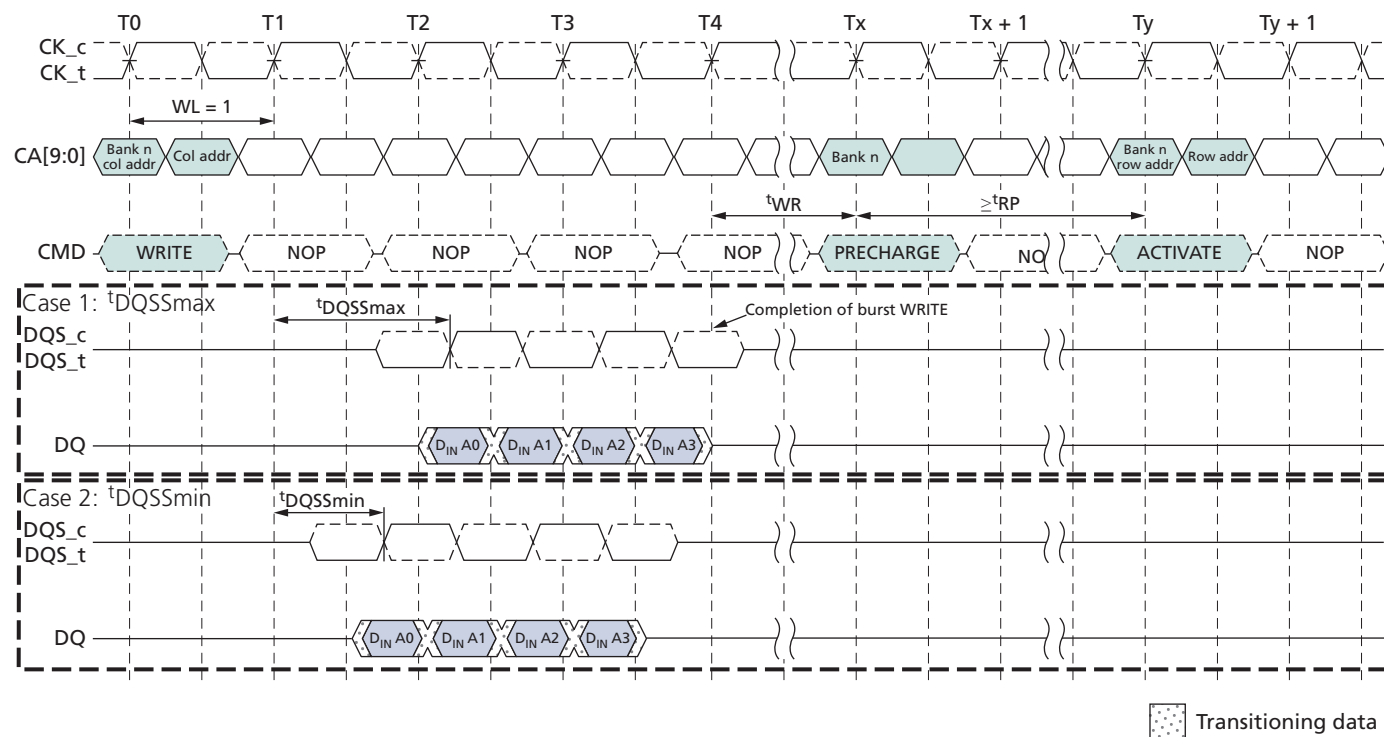 T0 T1 T2 T3 T4 Tx Tx + 1 Ty Ty + 1
CK_c
CK_t
WL = 1
CA[9:0] Bank n col addr Col addr Bank n Bank n row addr Row addr
tWR ≥tRP
CMD WRITE NOP NOP NOP NOP PRECHARGE NO ACTIVATE NOP
Case 1: tDQSSmax
tDQSSmax
Completion of burst WRITE
DQS_c
DQS_t
DQ DIN A0 DIN A1 DIN A2 DIN A3
Case 2: tDQSSmin
tDQSSmin
DQS_c
DQS_t
DQ DIN A0 DIN A1 DIN A2 DIN A3
Transitioning data